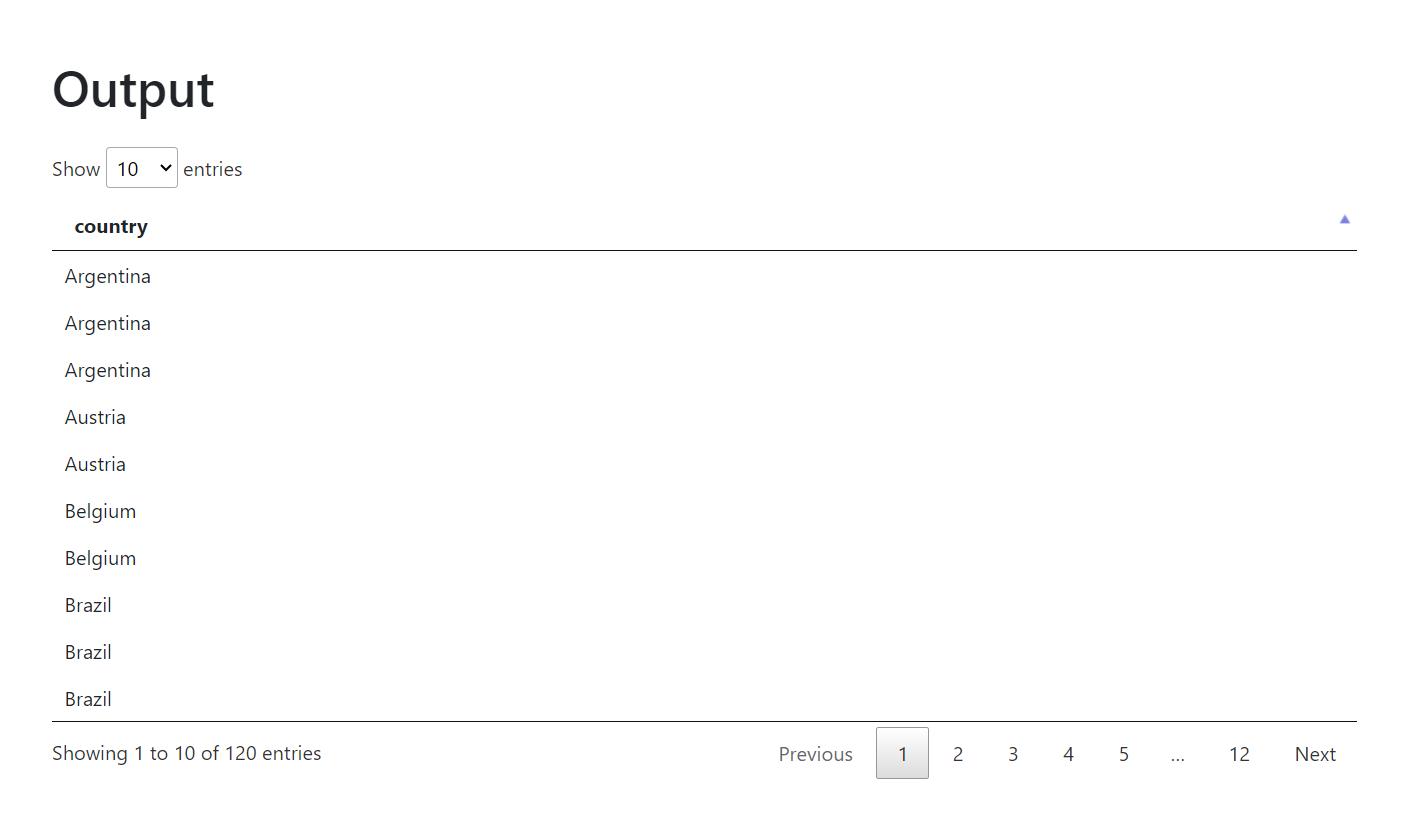 Output
Show 10 entries
country
Argentina
Argentina
Argentina
Austria
Austria
Belgium
Belgium
Brazil
Brazil
Brazil
Showing 1 to 10 of 120 entries Previous 1 2 3 4 5 ... 12 Next